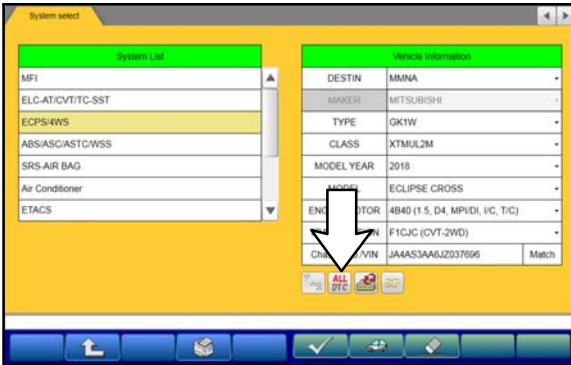 System select
System List
MFI
ELC-AT/CVT/TC-SST
ECPS/4WS
ABS/ASC/ASTC/WSS
SRS-AIR BAG
Air Conditioner
ETACS
Vehicle Information
DESTIN MMNA
MAKER MITSUBISHI
TYPE GK1W
CLASS XTMUL2M
MODEL YEAR 2018
MODEL ECLIPSE CROSS
4B40 (1.5, D4, MPI/DI, I/C, T/C)
F1CJC (CVT-2WD)
/VIN JA4AS3AA6JZ037696 Match
ALL
DTC